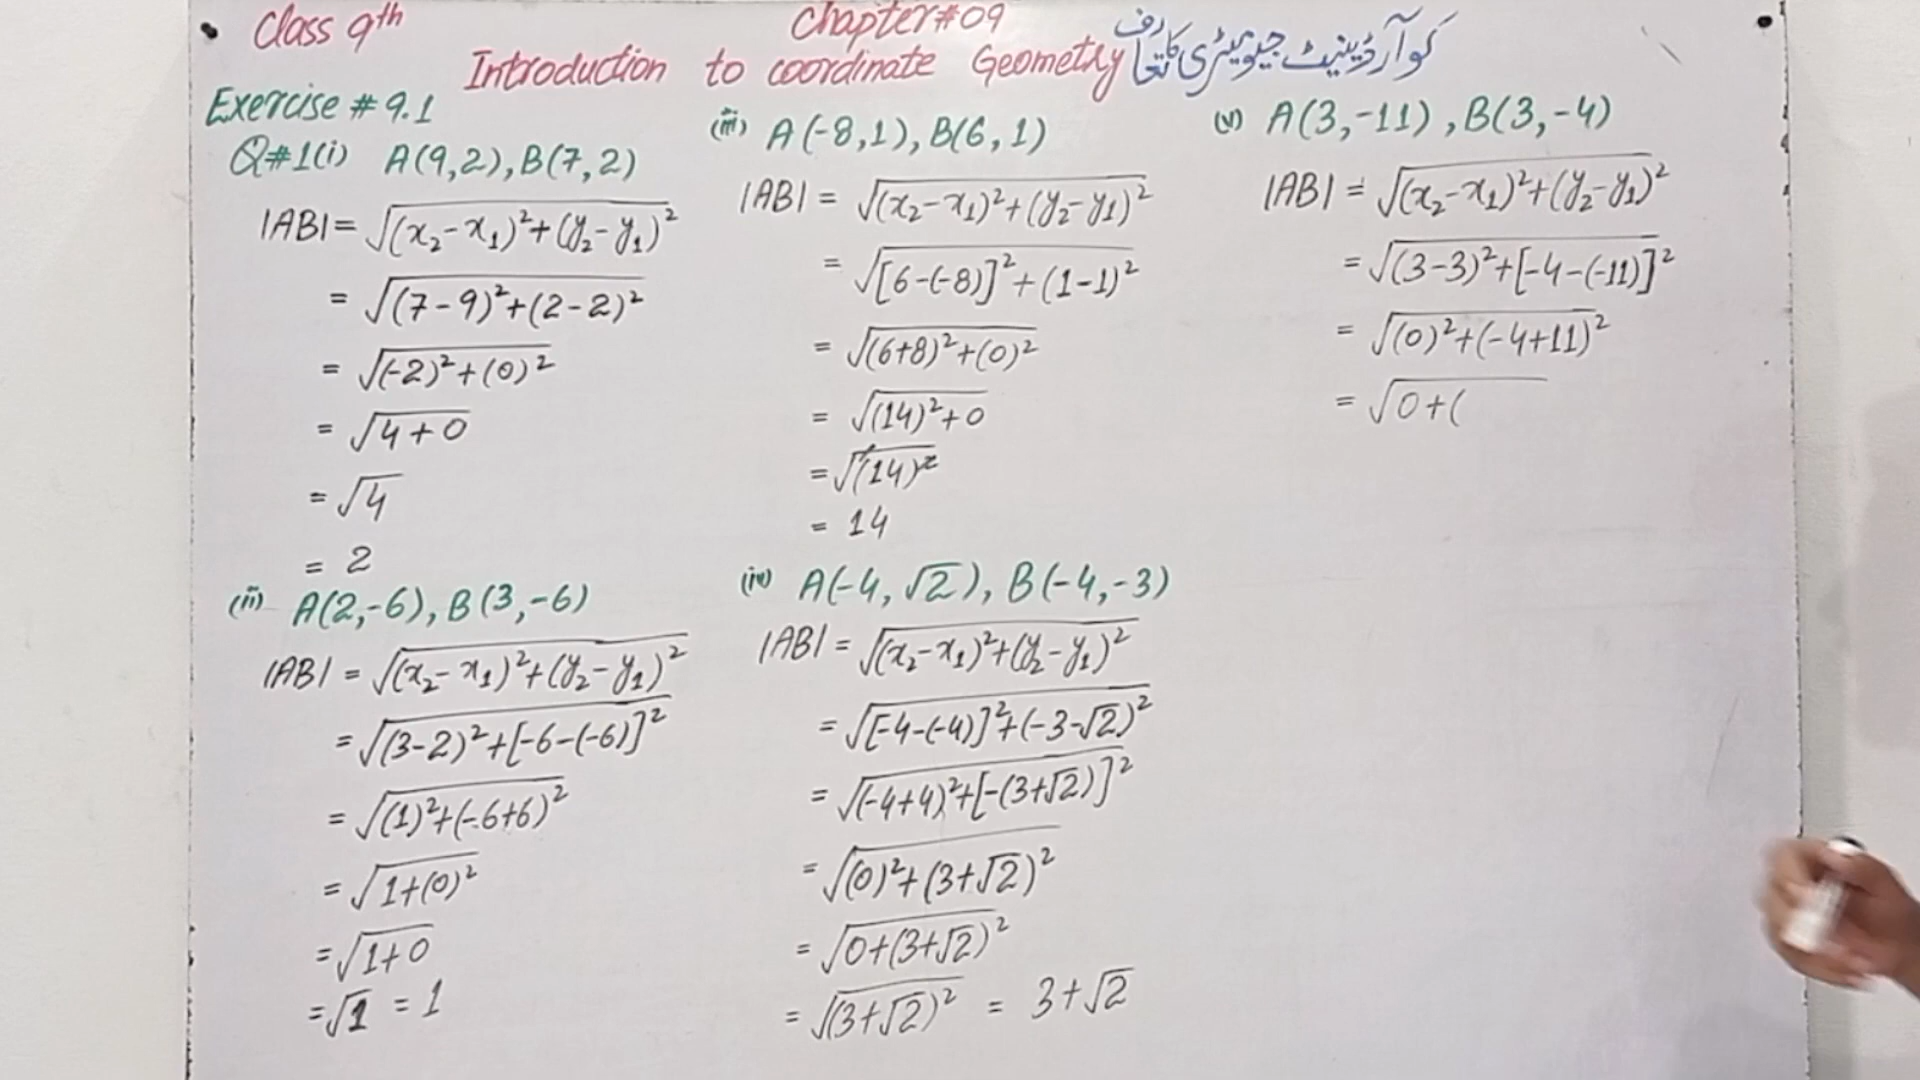 Class 9th
Chapter#09
Introduction to coordinate Geometry کوآرڈینیٹ جیومیٹری کا تعارف
Exercise # 9.1
Q#1(i) A(9,2),B(7,2)
|AB| = √(x₂-x₁)²+(y₂-y₁)²
= √(7-9)²+(2-2)²
= √(-2)²+(0)²
= √4+0
= √4
= 2
(ii) A(2,-6),B(3,-6)
|AB| = √(x₂-x₁)²+(y₂-y₁)²
= √(3-2)²+[-6-(-6)]²
= √(1)²+(-6+6)²
= √1+(0)²
= √1+0
= √1 = 1
(iii) A(-8,1),B(6,1)
|AB| = √(x₂-x₁)²+(y₂-y₁)²
= √[6-(-8)]²+(1-1)²
= √(6+8)²+(0)²
= √(14)²+0
= √(14)²
= 14
(iv) A(-4,√2),B(-4,-3)
|AB| = √(x₂-x₁)²+(y₂-y₁)²
= √[-4-(-4)]²+(-3-√2)²
= √(-4+4)²+[-(3+√2)]²
= √(0)²+(3+√2)²
= √0+(3+√2)²
= √(3+√2)² = 3+√2
(v) A(3,-11),B(3,-4)
|AB| = √(x₂-x₁)²+(y₂-y₁)²
= √(3-3)²+[-4-(-11)]²
= √(0)²+(-4+11)²
= √0+(